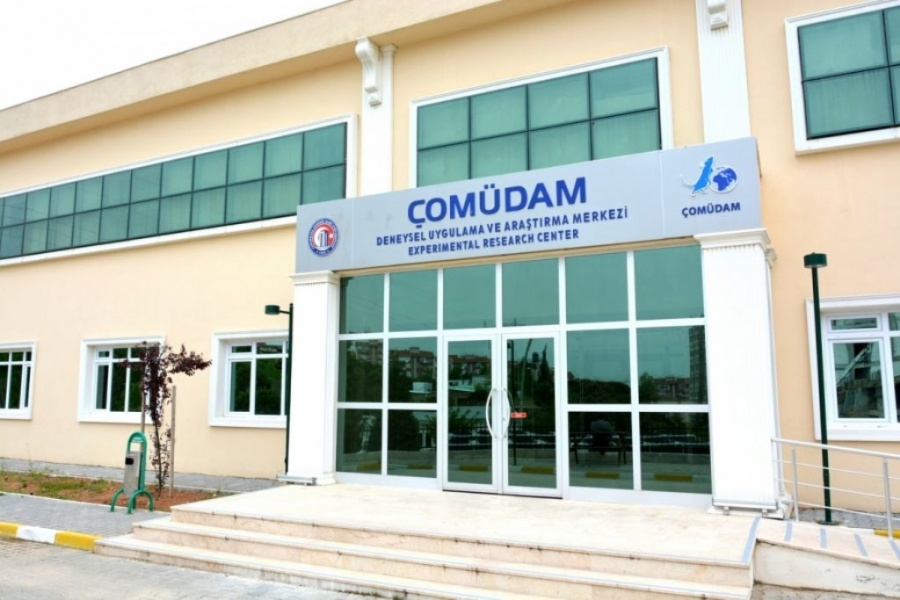 ÇOMÜDAM
DENEYSEL UYGULAMA VE ARAŞTIRMA MERKEZİ
EXPERIMENTAL RESEARCH CENTER
ÇOMÜDAM